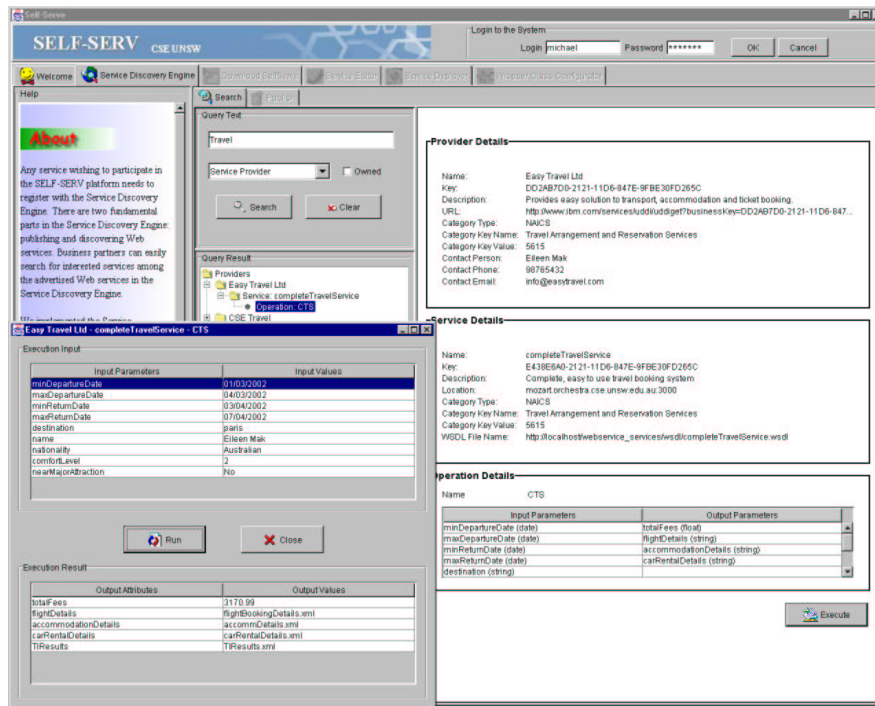 Self-Serve
SELF-SERV CSE UNSW
Login to the System
Login michael Password ******* OK Cancel
Welcome Service Discovery Engine Download SelfServ Service Editor Service Deployer Wrapper Class Configurator
Help
About
Any service wishing to participate in
the SELF-SERV platform needs to
register with the Service Discovery
Engine. There are two fundamental
parts in the Service Discovery Engine:
publishing and discovering Web
services. Business partners can easily
search for interested services among
the advertised Web services in the
Service Discovery Engine.
We implemented the Service
Search Publish
Query Text
Travel
Service Provider Owned
Search Clear
Query Result
Providers
Easy Travel Ltd
Service: completeTravelService
Operation: CTS
CSE Travel
Provider Details
Name: Easy Travel Ltd
Key: DD2AB7D0-2121-11D6-847E-9FBE30FD265C
Description: Provides easy solution to transport, accommodation and ticket booking.
URL: http://www.ibm.com/services/uddi/uddiget?businessKey=DD2AB7D0-2121-11D6-847...
Category Type: NAICS
Category Key Name: Travel Arrangement and Reservation Services
Category Key Value: 5615
Contact Person: Eileen Mak
Contact Phone: 98765432
Contact Email: info@easytravel.com
Service Details
Name: completeTravelService
Key: E438E6A0-2121-11D6-847E-9FBE30FD265C
Description: Complete, easy to use travel booking system
Location: mozart.orchestra.cse.unsw.edu.au:3000
Category Type: NAICS
Category Key Name: Travel Arrangement and Reservation Services
Category Key Value: 5615
WSDL File Name: http://localhost/webservice_services/wsdl/completeTravelService.wsdl
Operation Details
Name CTS
Input Parameters Output Parameters
minDepartureDate (date) totalFees (float)
maxDepartureDate (date) flightDetails (string)
minReturnDate (date) accommodationDetails (string)
maxReturnDate (date) carRentalDetails (string)
destination (string)
Execute
Easy Travel Ltd - completeTravelService - CTS
Execution Input
Input Parameters Input Values
minDepartureDate 01/03/2002
maxDepartureDate 04/03/2002
minReturnDate 03/04/2002
maxReturnDate 07/04/2002
destination paris
name Eileen Mak
nationality Australian
comfortLevel 2
nearMajorAttraction No
Run Close
Execution Result
Output Attributes Output Values
totalFees 3170.99
flightDetails flightBookingDetails.xml
accommodationDetails accommDetails.xml
carRentalDetails carRentalDetails.xml
TIResults TIResults.xml